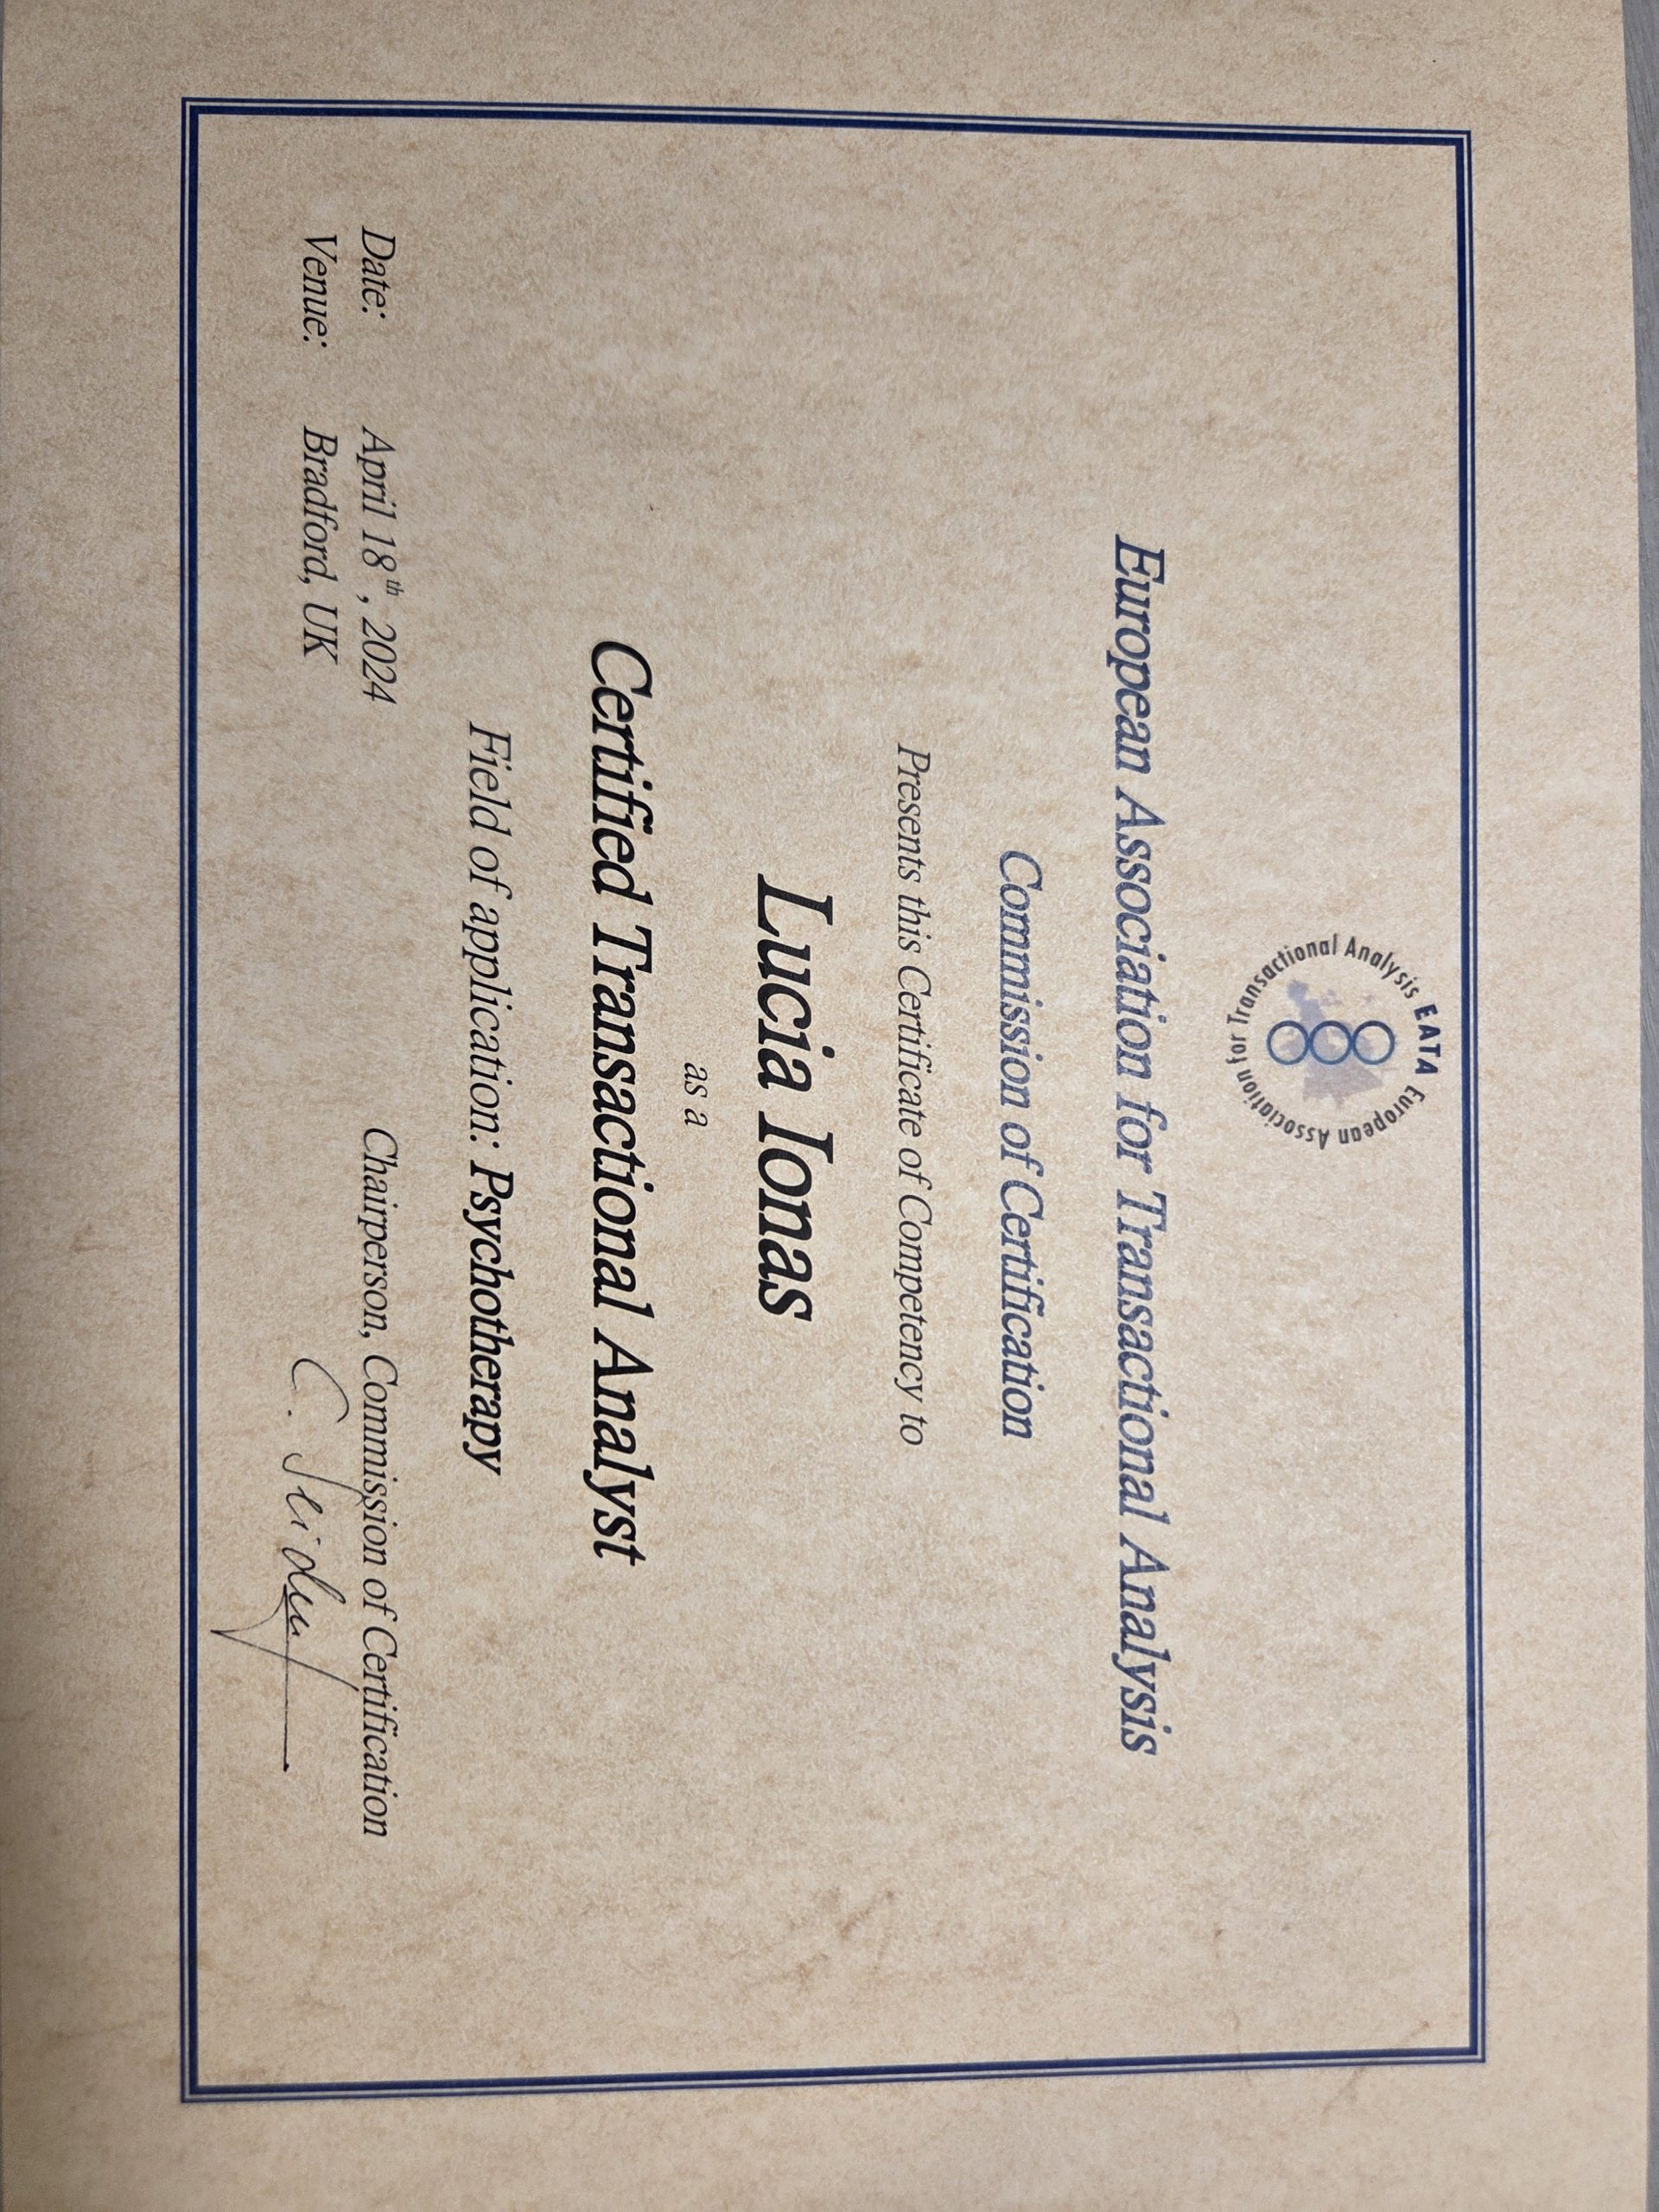 EATA European Association for Transactional Analysis
European Association for Transactional Analysis
Commission of Certification
Presents this Certificate of Competency to
Lucia Ionas
as a
Certified Transactional Analyst
Field of application: Psychotherapy
Date: April 18th, 2024
Venue: Bradford, UK
Chairperson, Commission of Certification
C.